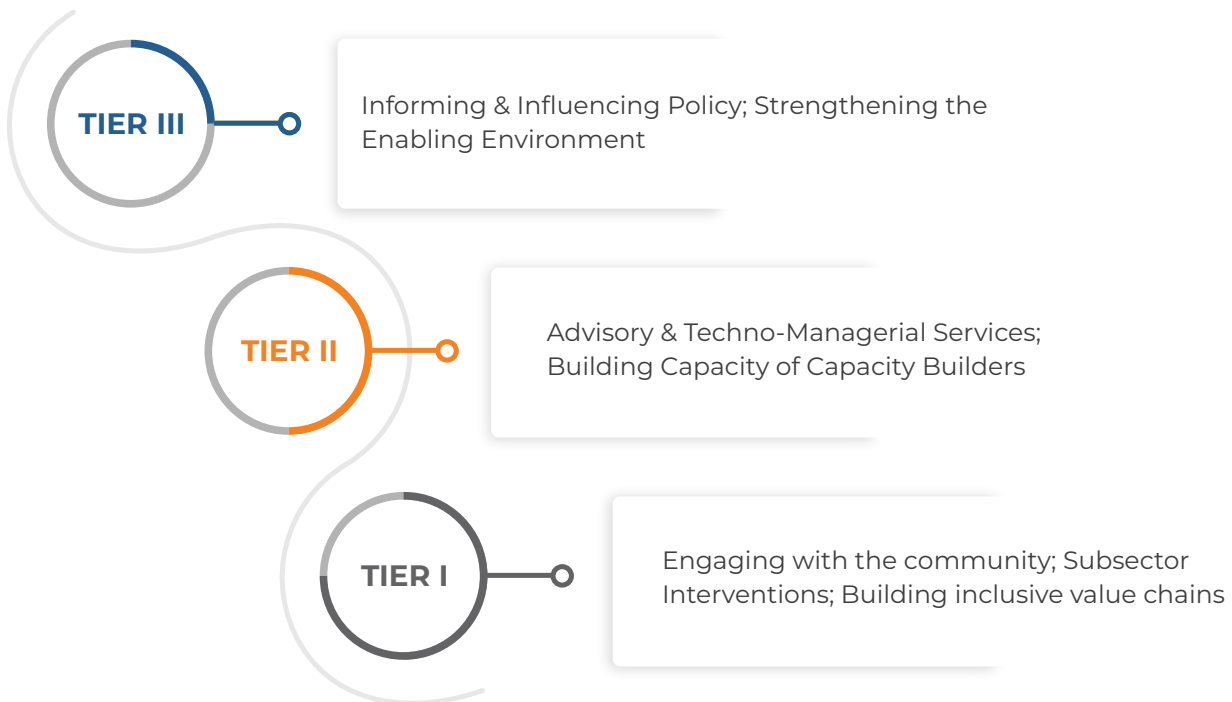 TIER III
Informing & Influencing Policy; Strengthening the
Enabling Environment
TIER II
Advisory & Techno-Managerial Services;
Building Capacity of Capacity Builders
TIER I
Engaging with the community; Subsector
Interventions; Building inclusive value chains